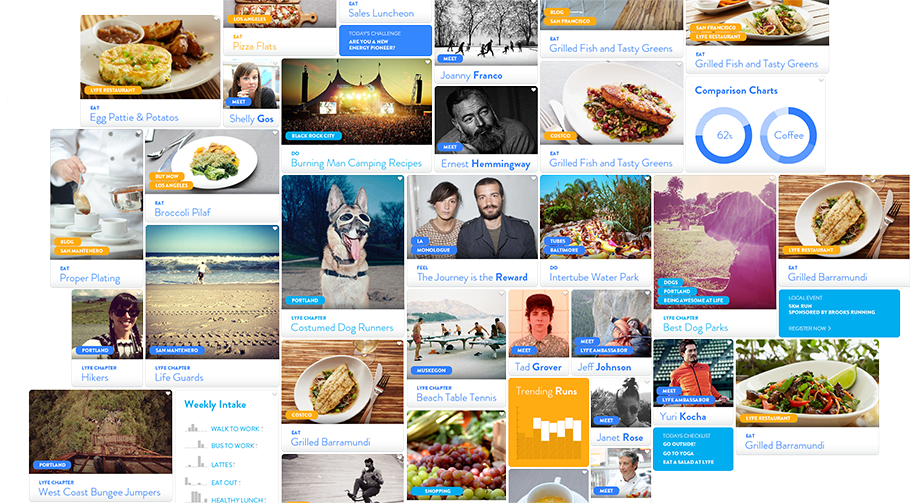 LOS ANGELES
EAT
Pizza Flats
EAT
Sales Luncheon
TODAY'S CHALLENGE
ARE YOU A NEW
ENERGY PIONEER?
MEET
Joanny Franco
BLOG
SAN FRANCISCO
EAT
Grilled Fish and Tasty Greens
SAN FRANCISCO
LYFE RESTAURANT
EAT
Grilled Fish and Tasty Greens
LYFE RESTAURANT
EAT
Egg Pattie & Potatos
MEET
Shelly Gos
BLACK ROCK CITY
DO
Burning Man Camping Recipes
MEET
Ernest Hemmingway
COSTCO
EAT
Grilled Fish and Tasty Greens
Comparison Charts
62%
Coffee
BLOG
SAN MANTENERO
EAT
Proper Plating
BUY NOW
LOS ANGELES
EAT
Broccoli Pilaf
PORTLAND
LYFE CHAPTER
Costumed Dog Runners
LA
MONOLOGUE
FEEL
The Journey is the Reward
TUBES
BALTIMORE
DO
Intertube Water Park
DOGS
PORTLAND
BEING AWESOME AT LIFE
LYFE CHAPTER
Best Dog Parks
LYFE RESTAURANT
EAT
Grilled Barramundi
LOCAL EVENT
5KM RUN
SPONSORED BY BROOKS RUNNING
REGISTER NOW >
PORTLAND
LYFE CHAPTER
Hikers
SAN MANTENERO
LYFE CHAPTER
Life Guards
MUSKEGON
LYFE CHAPTER
Beach Table Tennis
MEET
Tad Grover
MEET
LYFE AMBASSABOR
Jeff Johnson
MEET
LYFE AMBASSABOR
Yuri Kocha
LYFE RESTAURANT
EAT
Grilled Barramundi
PORTLAND
LYFE CHAPTER
West Coast Bungee Jumpers
Weekly Intake
WALK TO WORK !
BUS TO WORK !
LATTES !
EAT OUT !
HEALTHY LUNCH !
COSTCO
EAT
Grilled Barramundi
SHOPPING
Trending Runs
MEET
Janet Rose
MEET
TODAYS CHECKLIST
GO OUTSIDE!
GO TO YOGA
EAT A SALAD AT LYFE